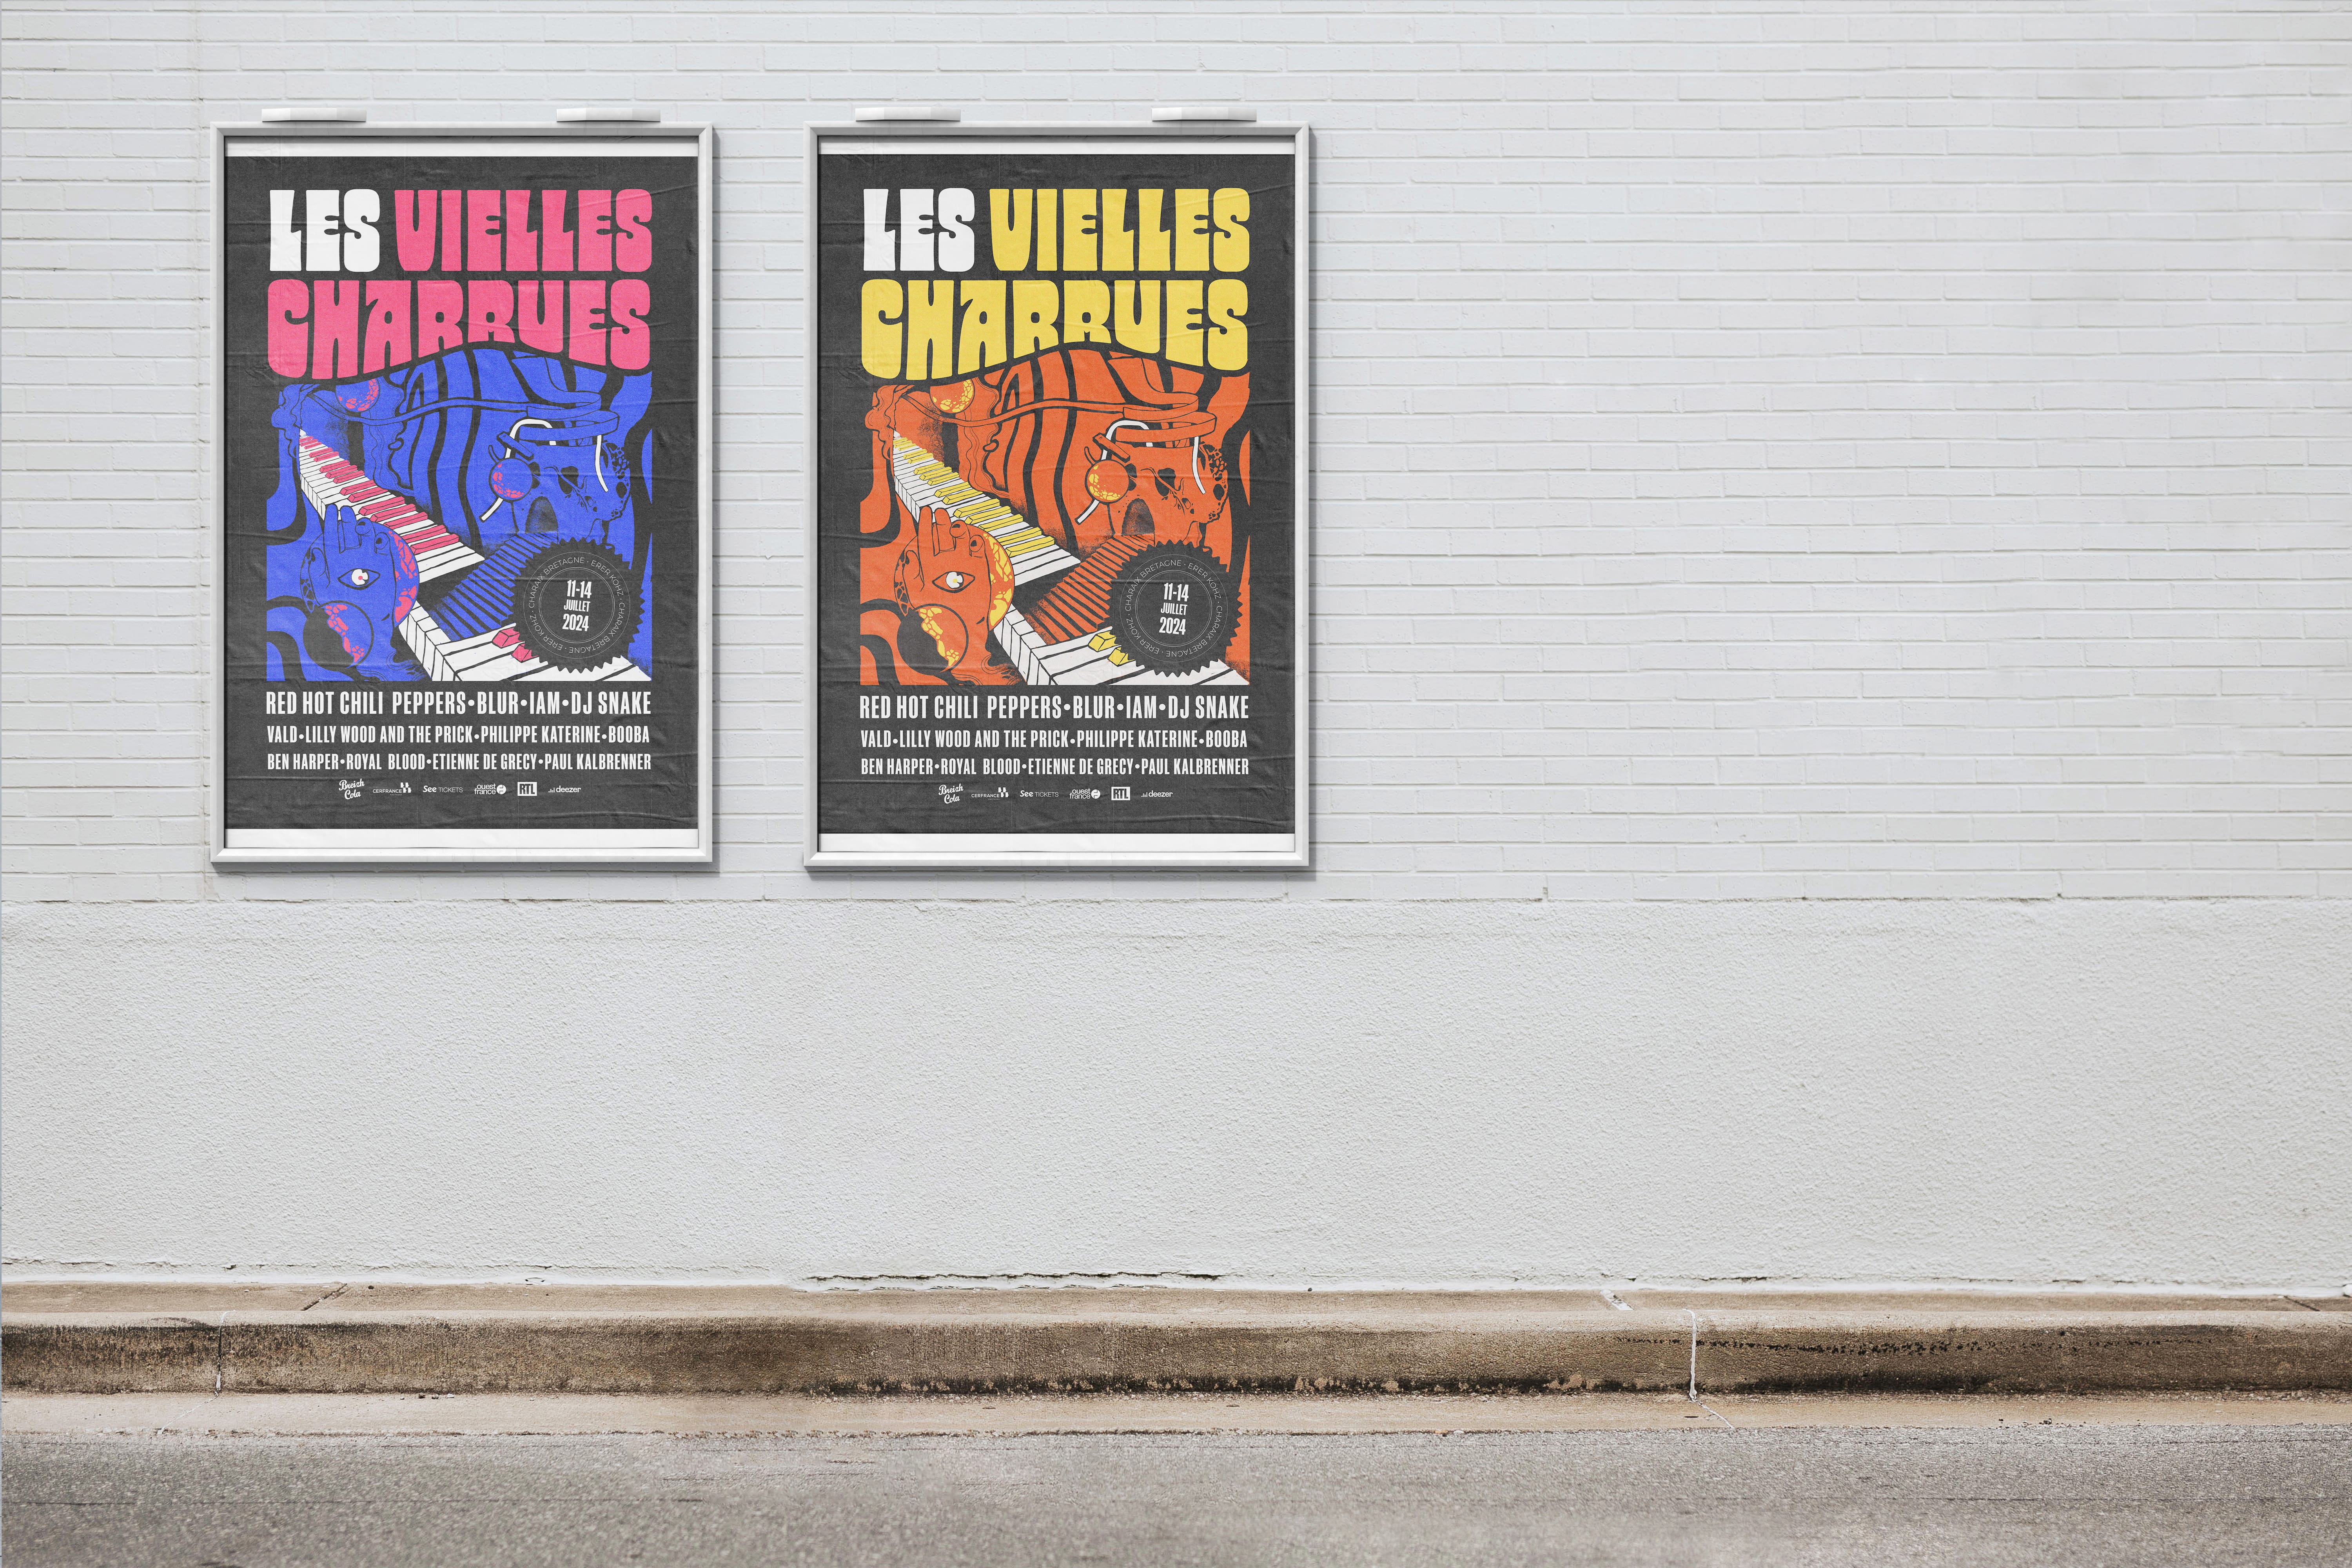 LES VIELLES
CHARRUES
CHARAIX BRETAGNE · ERER KOHZ · CHARAIX BRETAGNE · ERER KOHZ ·
11-14
JUILLET
2024
RED HOT CHILI PEPPERS•BLUR•IAM•DJ SNAKE
VALD•LILLY WOOD AND THE PRICK•PHILIPPE KATERINE•BOOBA
BEN HARPER•ROYAL BLOOD•ETIENNE DE GRECY•PAUL KALBRENNER
Breizh Cola CERFRANCE See TICKETS ouest france RTL deezer
LES VIELLES
CHARRUES
CHARAIX BRETAGNE · ERER KOHZ · CHARAIX BRETAGNE · ERER KOHZ ·
11-14
JUILLET
2024
RED HOT CHILI PEPPERS•BLUR•IAM•DJ SNAKE
VALD•LILLY WOOD AND THE PRICK•PHILIPPE KATERINE•BOOBA
BEN HARPER•ROYAL BLOOD•ETIENNE DE GRECY•PAUL KALBRENNER
Breizh Cola CERFRANCE See TICKETS ouest france RTL deezer